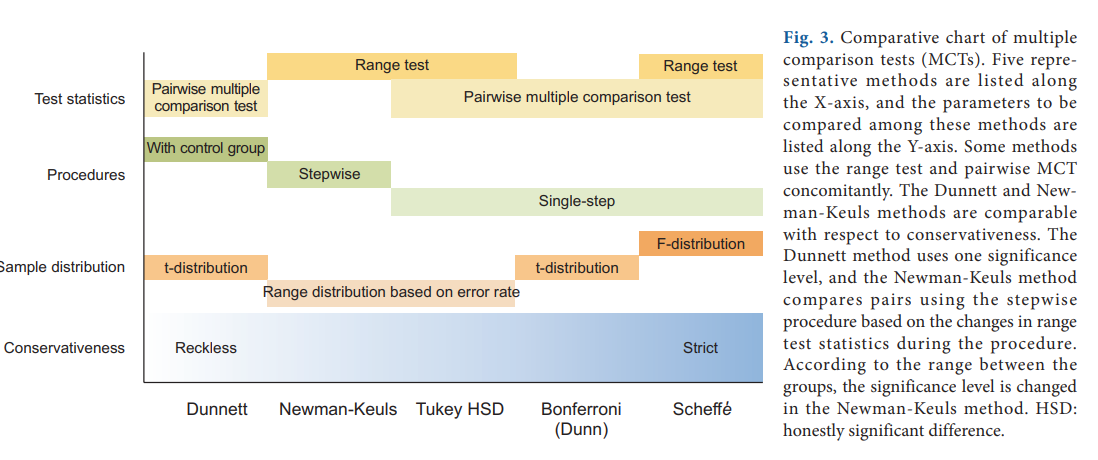 Range test
Range test
Test statistics
Pairwise multiple
comparison test
Pairwise multiple comparison test
With control group
Procedures
Stepwise
Single-step
F-distribution
Sample distribution
t-distribution
t-distribution
Range distribution based on error rate
Conservativeness
Reckless
Strict
Dunnett
Newman-Keuls
Tukey HSD
Bonferroni
(Dunn)
Scheffé
Fig. 3. Comparative chart of multiple
comparison tests (MCTs). Five repre-
sentative methods are listed along
the X-axis, and the parameters to be
compared among these methods are
listed along the Y-axis. Some methods
use the range test and pairwise MCT
concomitantly. The Dunnett and New-
man-Keuls methods are comparable
with respect to conservativeness. The
Dunnett method uses one significance
level, and the Newman-Keuls method
compares pairs using the stepwise
procedure based on the changes in range
test statistics during the procedure.
According to the range between the
groups, the significance level is changed
in the Newman-Keuls method. HSD:
honestly significant difference.